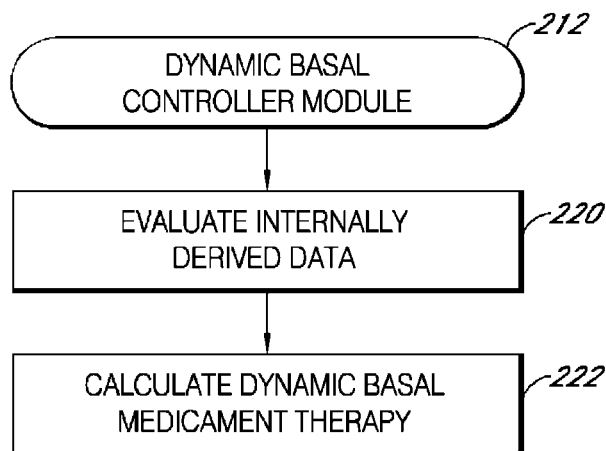 212
DYNAMIC BASAL
CONTROLLER MODULE
220
EVALUATE INTERNALLY
DERIVED DATA
222
CALCULATE DYNAMIC BASAL
MEDICAMENT THERAPY